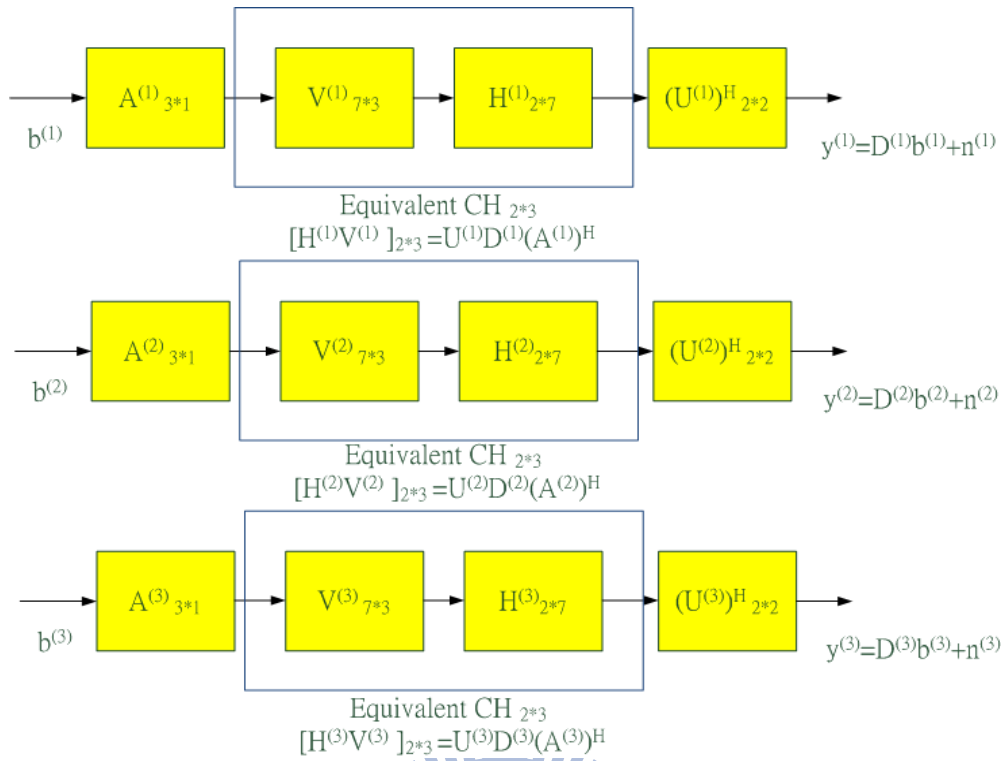 A⁽¹⁾ ₃*₁ V⁽¹⁾ ₇*₃ H⁽¹⁾₂*₇ (U⁽¹⁾)ᴴ ₂*₂
b⁽¹⁾ y⁽¹⁾=D⁽¹⁾b⁽¹⁾+n⁽¹⁾
Equivalent CH ₂*₃
[H⁽¹⁾V⁽¹⁾ ]₂*₃ =U⁽¹⁾D⁽¹⁾(A⁽¹⁾)ᴴ
A⁽²⁾ ₃*₁ V⁽²⁾ ₇*₃ H⁽²⁾₂*₇ (U⁽²⁾)ᴴ ₂*₂
b⁽²⁾ y⁽²⁾=D⁽²⁾b⁽²⁾+n⁽²⁾
Equivalent CH ₂*₃
[H⁽²⁾V⁽²⁾ ]₂*₃ =U⁽²⁾D⁽²⁾(A⁽²⁾)ᴴ
A⁽³⁾ ₃*₁ V⁽³⁾ ₇*₃ H⁽³⁾₂*₇ (U⁽³⁾)ᴴ ₂*₂
b⁽³⁾ y⁽³⁾=D⁽³⁾b⁽³⁾+n⁽³⁾
Equivalent CH ₂*₃
[H⁽³⁾V⁽³⁾ ]₂*₃ =U⁽³⁾D⁽³⁾(A⁽³⁾)ᴴ